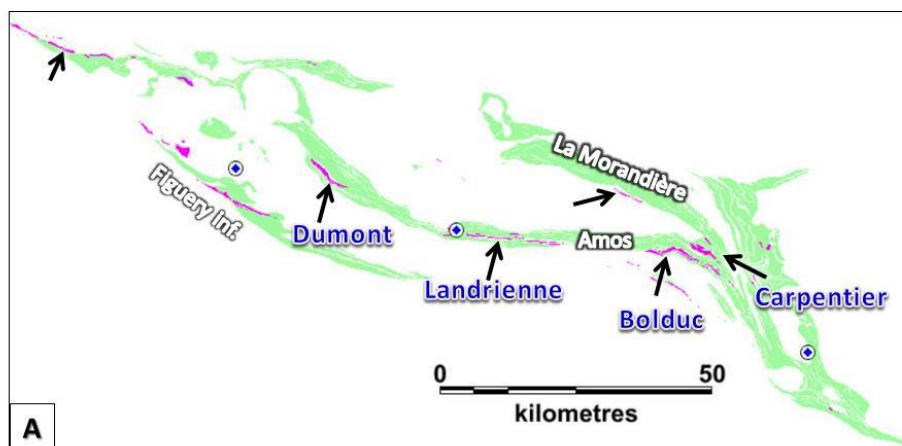 La Morandière
Figuery inf.
Dumont
Amos
Landrienne
Carpentier
Bolduc
0 50
kilometres
A